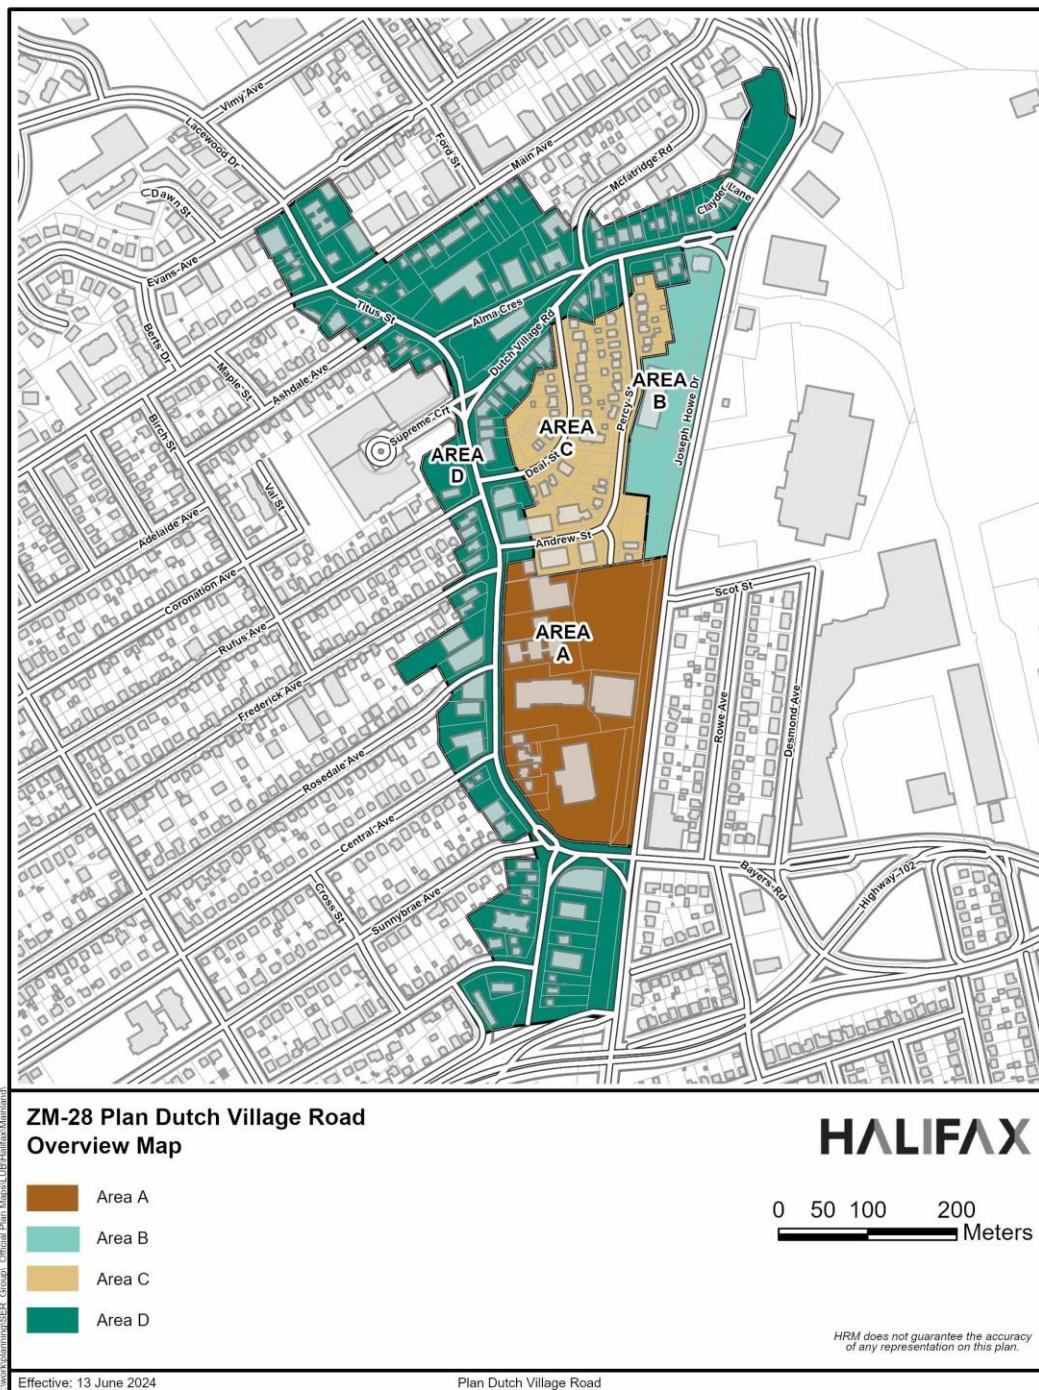 Vimy Ave
Lacewood Dr
Ford St
Main Ave
Mcfatridge Rd
Dawn St
Clayder Lane
Evans Ave
Titus St
Alma Cres
Dutch Village Rd
Berts Dr
Maple St
Ashdale Ave
AREA
B
Percy St
Joseph Howe Dr
Birch St
Supreme Crt
AREA
C
AREA
D
Deal St
Val St
Adelaide Ave
Andrew St
Coronation Ave
Scot St
Rufus Ave
AREA
A
Frederick Ave
Rowe Ave
Desmond Ave
Rosedale Ave
Central Ave
Cross St
Sunnybrae Ave
Bayers Rd
Highway 102
ZM-28 Plan Dutch Village Road
Overview Map
HALIFAX
Area A
Area B
Area C
Area D
0 50 100 200
Meters
HRM does not guarantee the accuracy
of any representation on this plan.
Effective: 13 June 2024
Plan Dutch Village Road